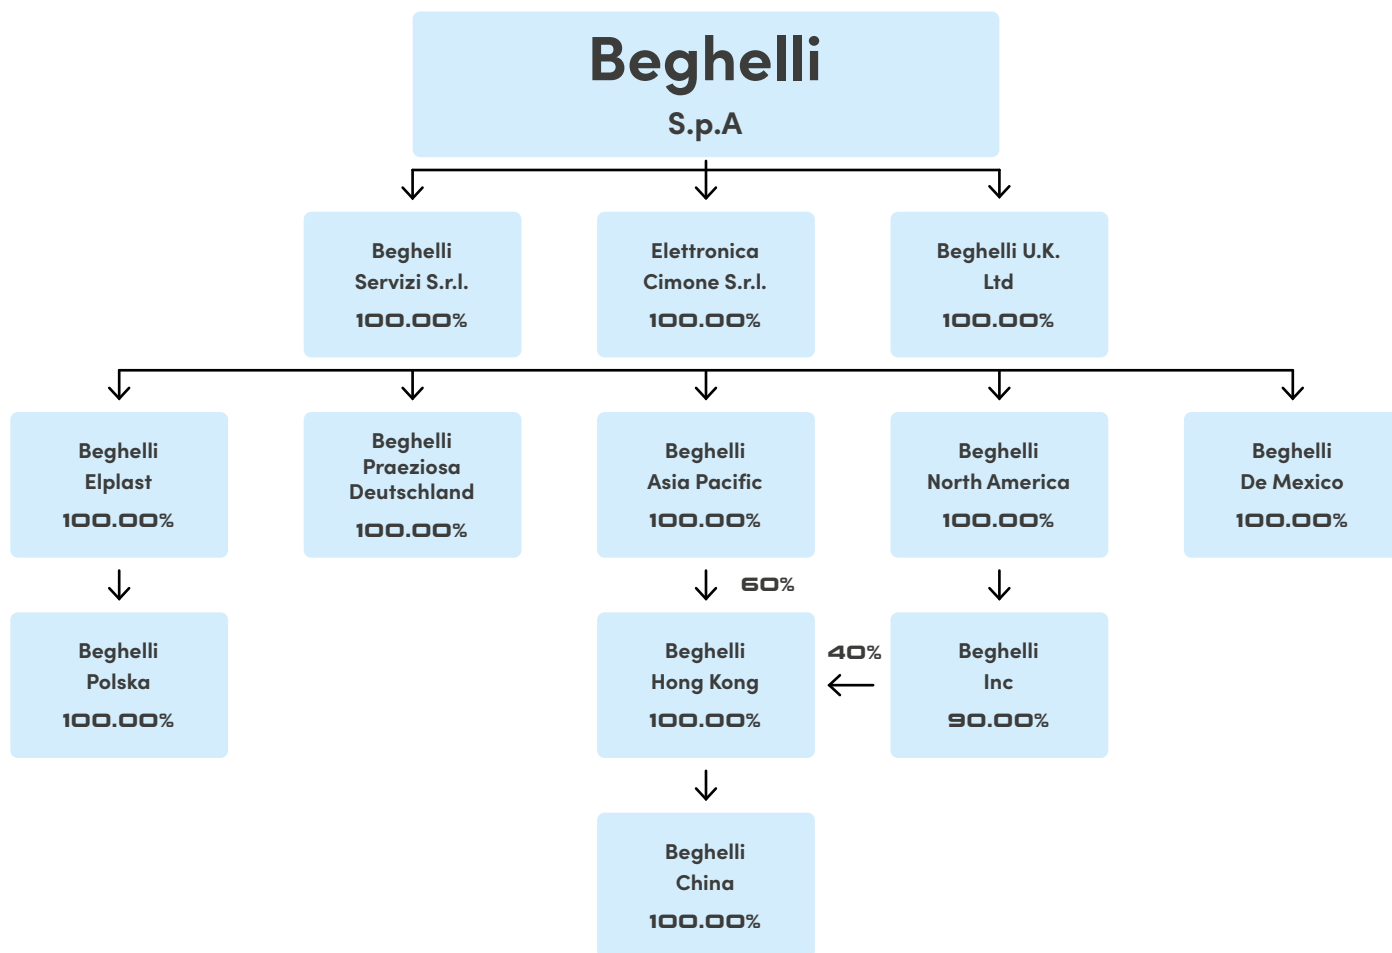 Beghelli
S.p.A
Beghelli
Servizi S.r.l.
100.00%
Elettronica
Cimone S.r.l.
100.00%
Beghelli U.K.
Ltd
100.00%
Beghelli
Elplast
100.00%
Beghelli
Praeziosa
Deutschland
100.00%
Beghelli
Asia Pacific
100.00%
Beghelli
North America
100.00%
Beghelli
De Mexico
100.00%
60%
Beghelli
Polska
100.00%
Beghelli
Hong Kong
100.00%
40%
Beghelli
Inc
90.00%
Beghelli
China
100.00%